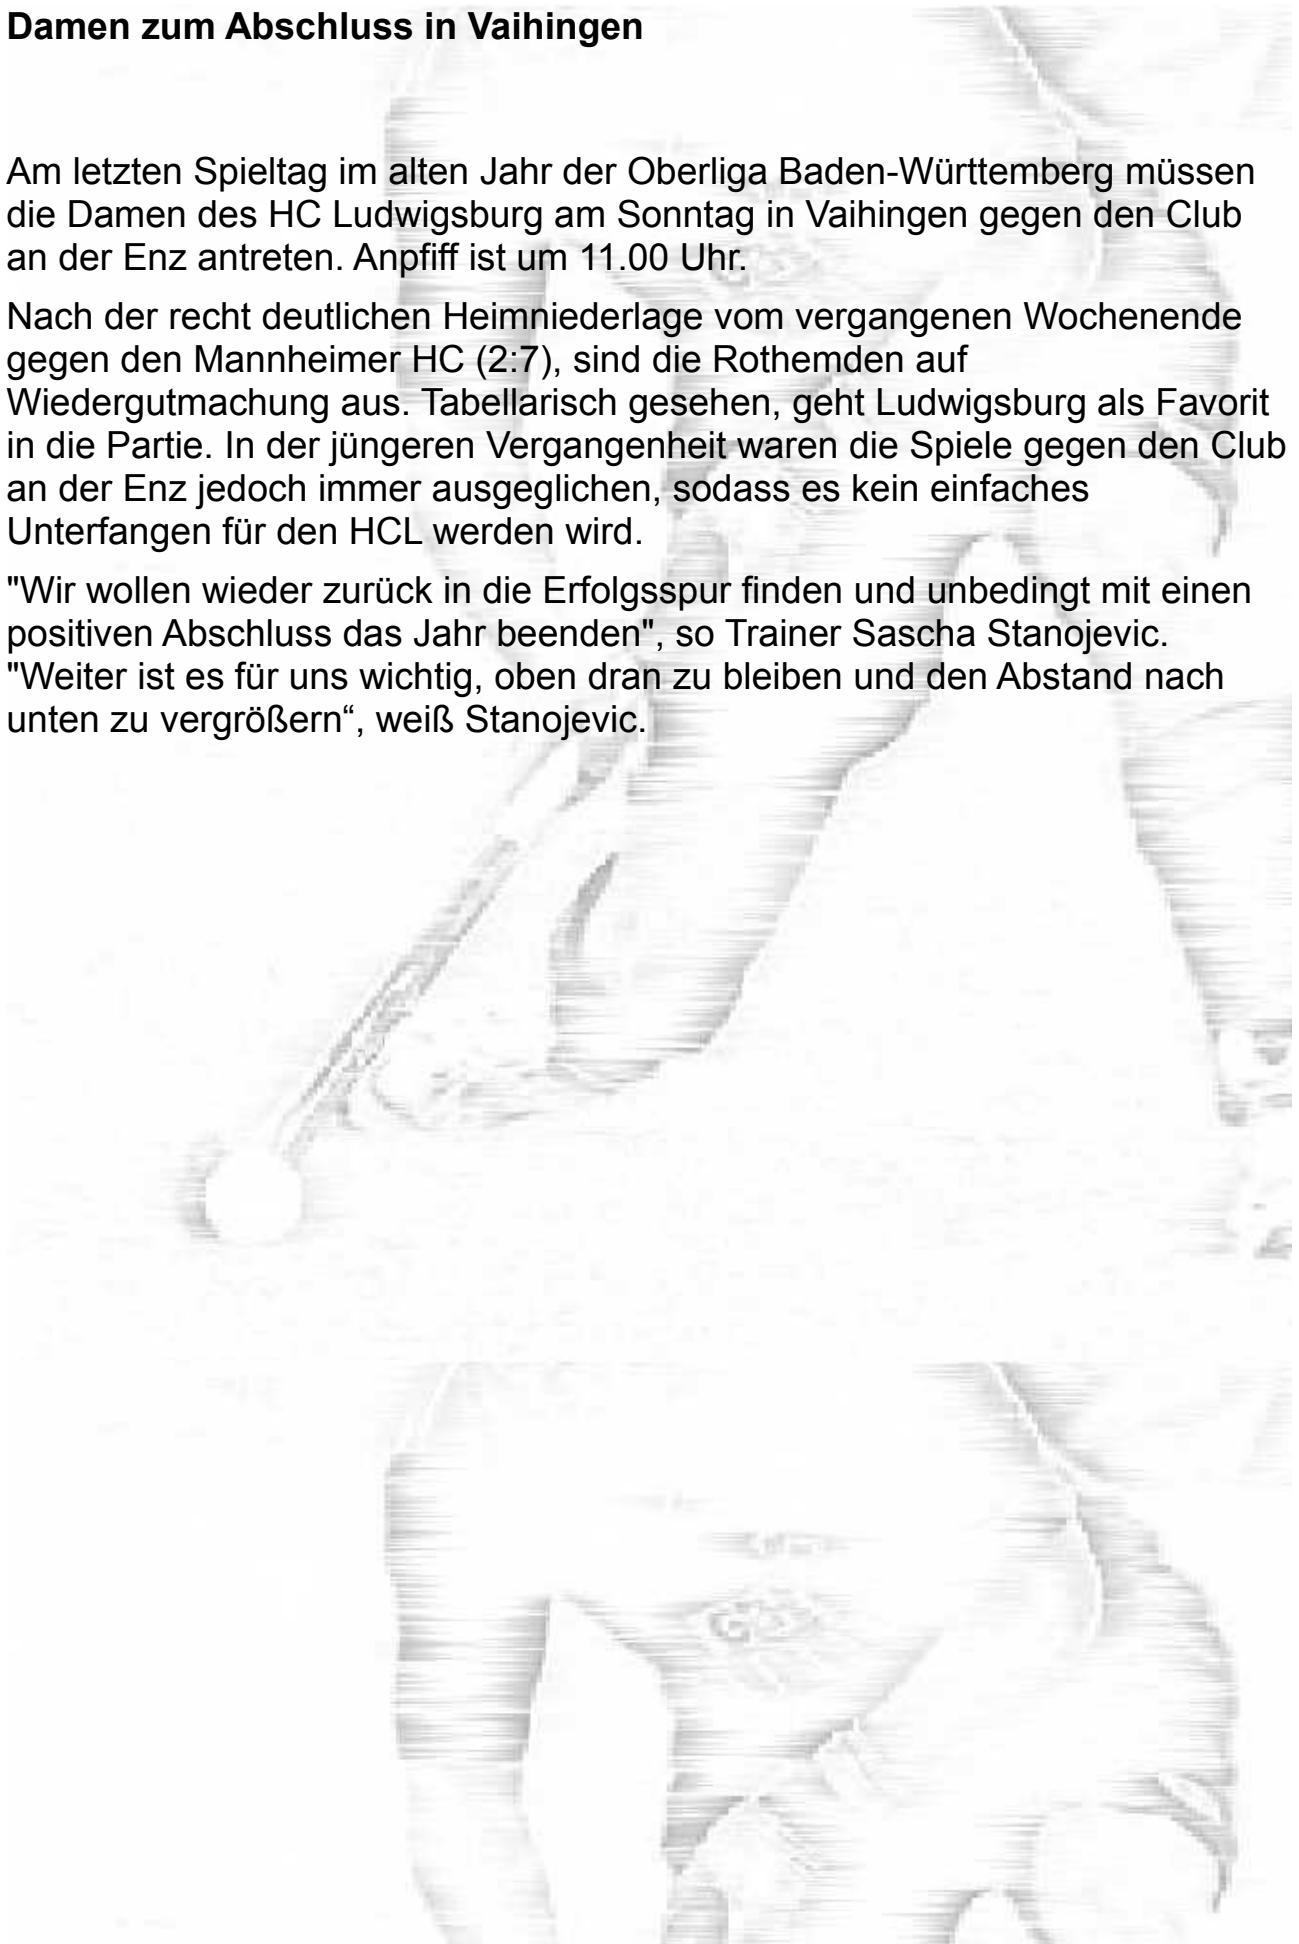 Damen zum Abschluss in Vaihingen
Am letzten Spieltag im alten Jahr der Oberliga Baden-Württemberg müssen
die Damen des HC Ludwigsburg am Sonntag in Vaihingen gegen den Club
an der Enz antreten. Anpfiff ist um 11.00 Uhr.
Nach der recht deutlichen Heimniederlage vom vergangenen Wochenende
gegen den Mannheimer HC (2:7), sind die Rothemden auf
Wiedergutmachung aus. Tabellarisch gesehen, geht Ludwigsburg als Favorit
in die Partie. In der jüngeren Vergangenheit waren die Spiele gegen den Club
an der Enz jedoch immer ausgeglichen, sodass es kein einfaches
Unterfangen für den HCL werden wird.
"Wir wollen wieder zurück in die Erfolgsspur finden und unbedingt mit einen
positiven Abschluss das Jahr beenden", so Trainer Sascha Stanojevic.
"Weiter ist es für uns wichtig, oben dran zu bleiben und den Abstand nach
unten zu vergrößern“, weiß Stanojevic.